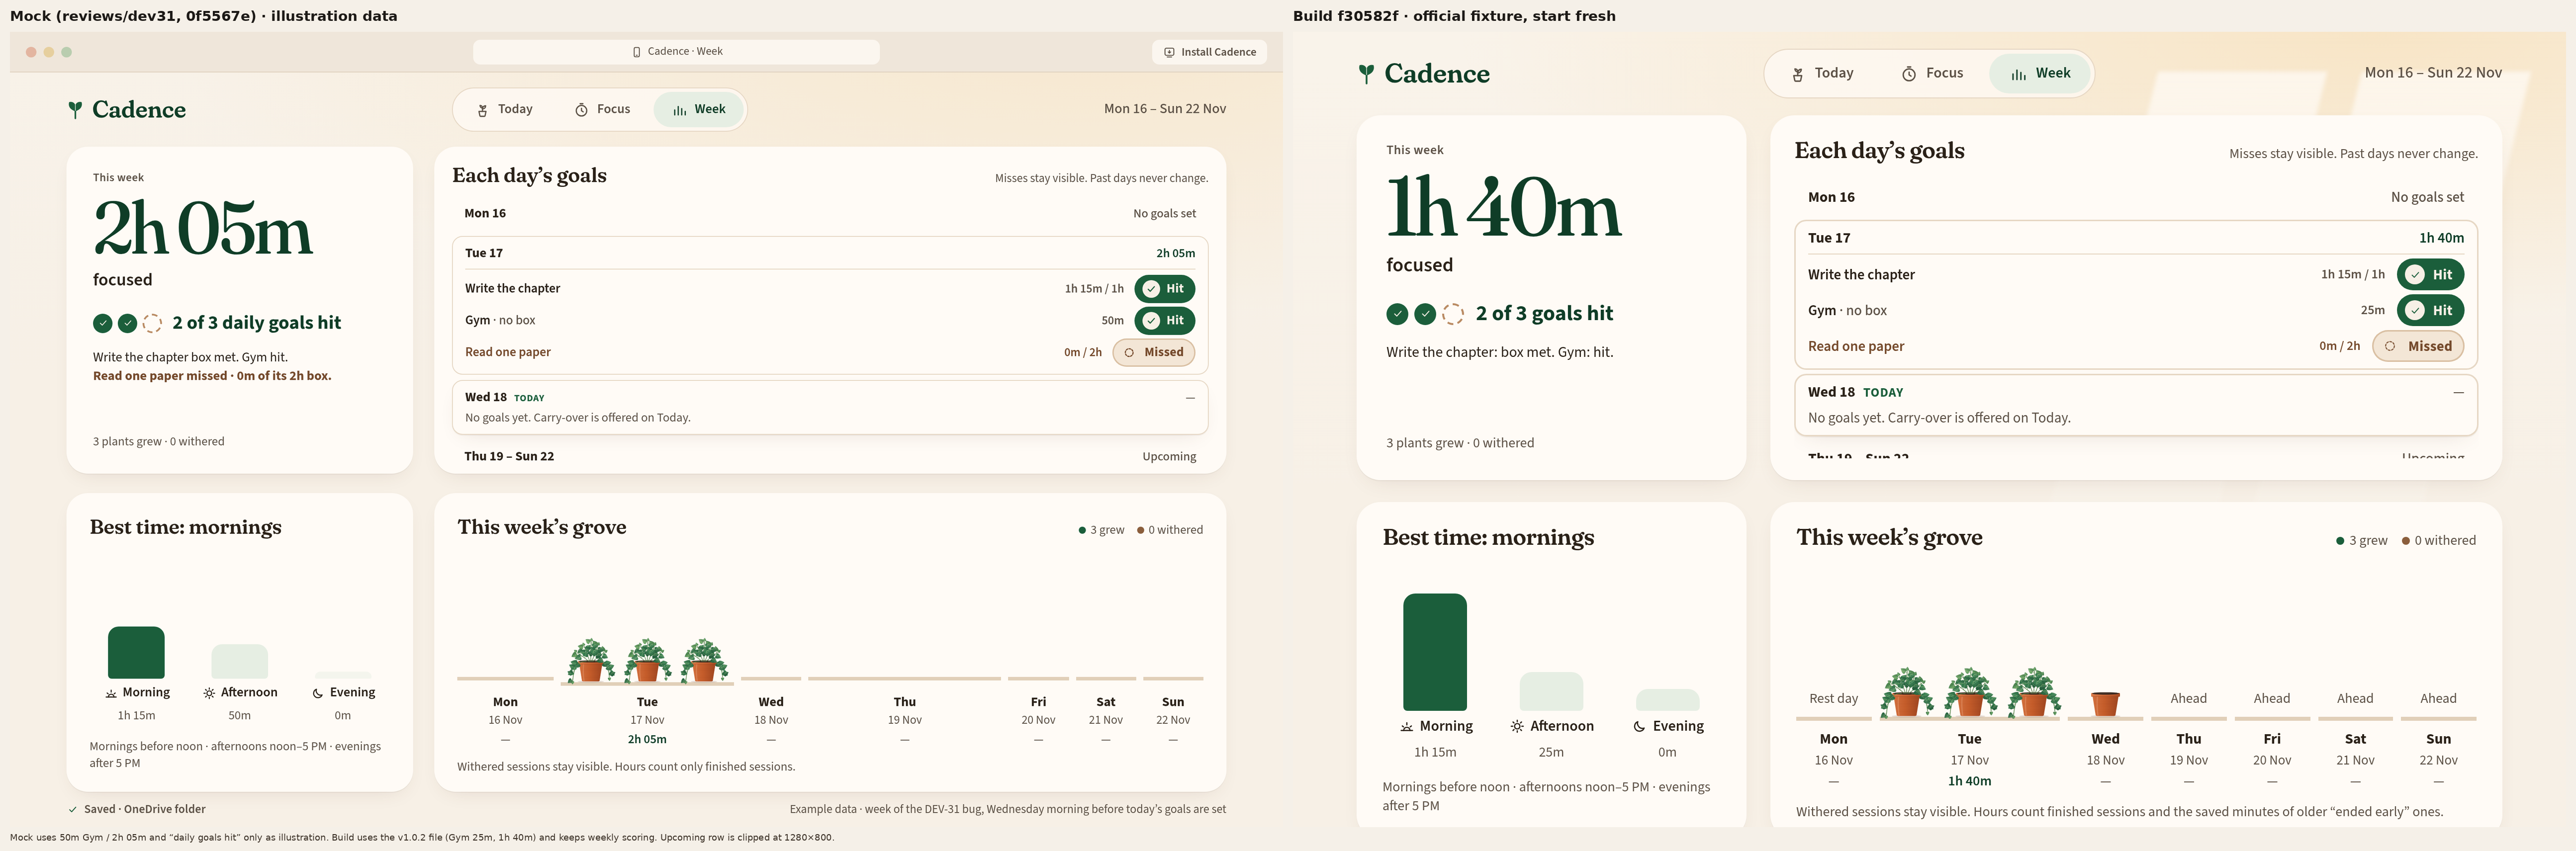 Mock (reviews/dev31, 0f5567e) · illustration data
Cadence · Week
Install Cadence
Cadence
Today
Focus
Week
Mon 16 – Sun 22 Nov
This week
2h 05m
focused
2 of 3 daily goals hit
Write the chapter box met. Gym hit.
Read one paper missed · 0m of its 2h box.
3 plants grew · 0 withered
Each day’s goals
Misses stay visible. Past days never change.
Mon 16
No goals set
Tue 17
2h 05m
Write the chapter
1h 15m / 1h
Hit
Gym · no box
50m
Hit
Read one paper
0m / 2h
Missed
Wed 18 TODAY
—
No goals yet. Carry-over is offered on Today.
Thu 19 – Sun 22
Upcoming
Best time: mornings
Morning
Afternoon
Evening
1h 15m
50m
0m
Mornings before noon · afternoons noon–5 PM · evenings
after 5 PM
This week’s grove
3 grew
0 withered
Mon
Tue
Wed
Thu
Fri
Sat
Sun
16 Nov
17 Nov
18 Nov
19 Nov
20 Nov
21 Nov
22 Nov
—
2h 05m
—
—
—
—
—
Withered sessions stay visible. Hours count only finished sessions.
Saved · OneDrive folder
Example data · week of the DEV-31 bug, Wednesday morning before today’s goals are set
Mock uses 50m Gym / 2h 05m and “daily goals hit” only as illustration. Build uses the v1.0.2 file (Gym 25m, 1h 40m) and keeps weekly scoring. Upcoming row is clipped at 1280×800.
Build f30582f · official fixture, start fresh
Cadence
Today
Focus
Week
Mon 16 – Sun 22 Nov
This week
1h 40m
focused
2 of 3 goals hit
Write the chapter: box met. Gym: hit.
3 plants grew · 0 withered
Each day’s goals
Misses stay visible. Past days never change.
Mon 16
No goals set
Tue 17
1h 40m
Write the chapter
1h 15m / 1h
Hit
Gym · no box
25m
Hit
Read one paper
0m / 2h
Missed
Wed 18 TODAY
—
No goals yet. Carry-over is offered on Today.
Thu 19 – Sun 22
Upcoming
Best time: mornings
Morning
Afternoon
Evening
1h 15m
25m
0m
Mornings before noon · afternoons noon–5 PM · evenings
after 5 PM
This week’s grove
3 grew
0 withered
Rest day
Ahead
Ahead
Ahead
Ahead
Mon
Tue
Wed
Thu
Fri
Sat
Sun
16 Nov
17 Nov
18 Nov
19 Nov
20 Nov
21 Nov
22 Nov
—
1h 40m
—
—
—
—
—
Withered sessions stay visible. Hours count finished sessions and the saved minutes of older “ended early” ones.